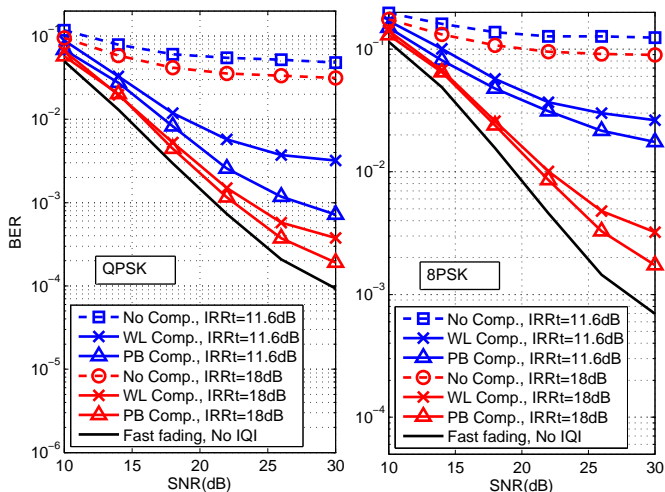 10⁻¹
10⁻²
10⁻³
10⁻⁴
10⁻⁵
10⁻⁶
BER
QPSK
No Comp., IRRt=11.6dB
WL Comp., IRRt=11.6dB
PB Comp., IRRt=11.6dB
No Comp., IRRt=18dB
WL Comp., IRRt=18dB
PB Comp., IRRt=18dB
Fast fading, No IQI
10 15 20 25 30
SNR(dB)
10⁻¹
10⁻²
10⁻³
10⁻⁴
8PSK
No Comp., IRRt=11.6dB
WL Comp., IRRt=11.6dB
PB Comp., IRRt=11.6dB
No Comp., IRRt=18dB
WL Comp., IRRt=18dB
PB Comp., IRRt=18dB
Fast fading, No IQI
10 15 20 25 30
SNR(dB)